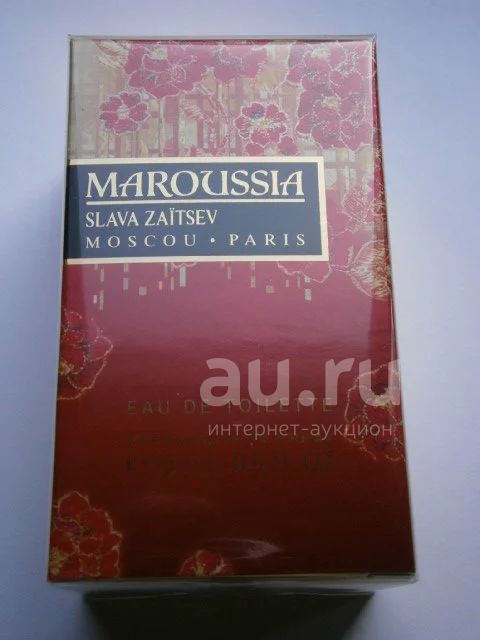 MAROUSSIA
SLAVA ZAÏTSEV
MOSCOU • PARIS
au.ru
EAU DE TOILETTE
интернет-аукцион